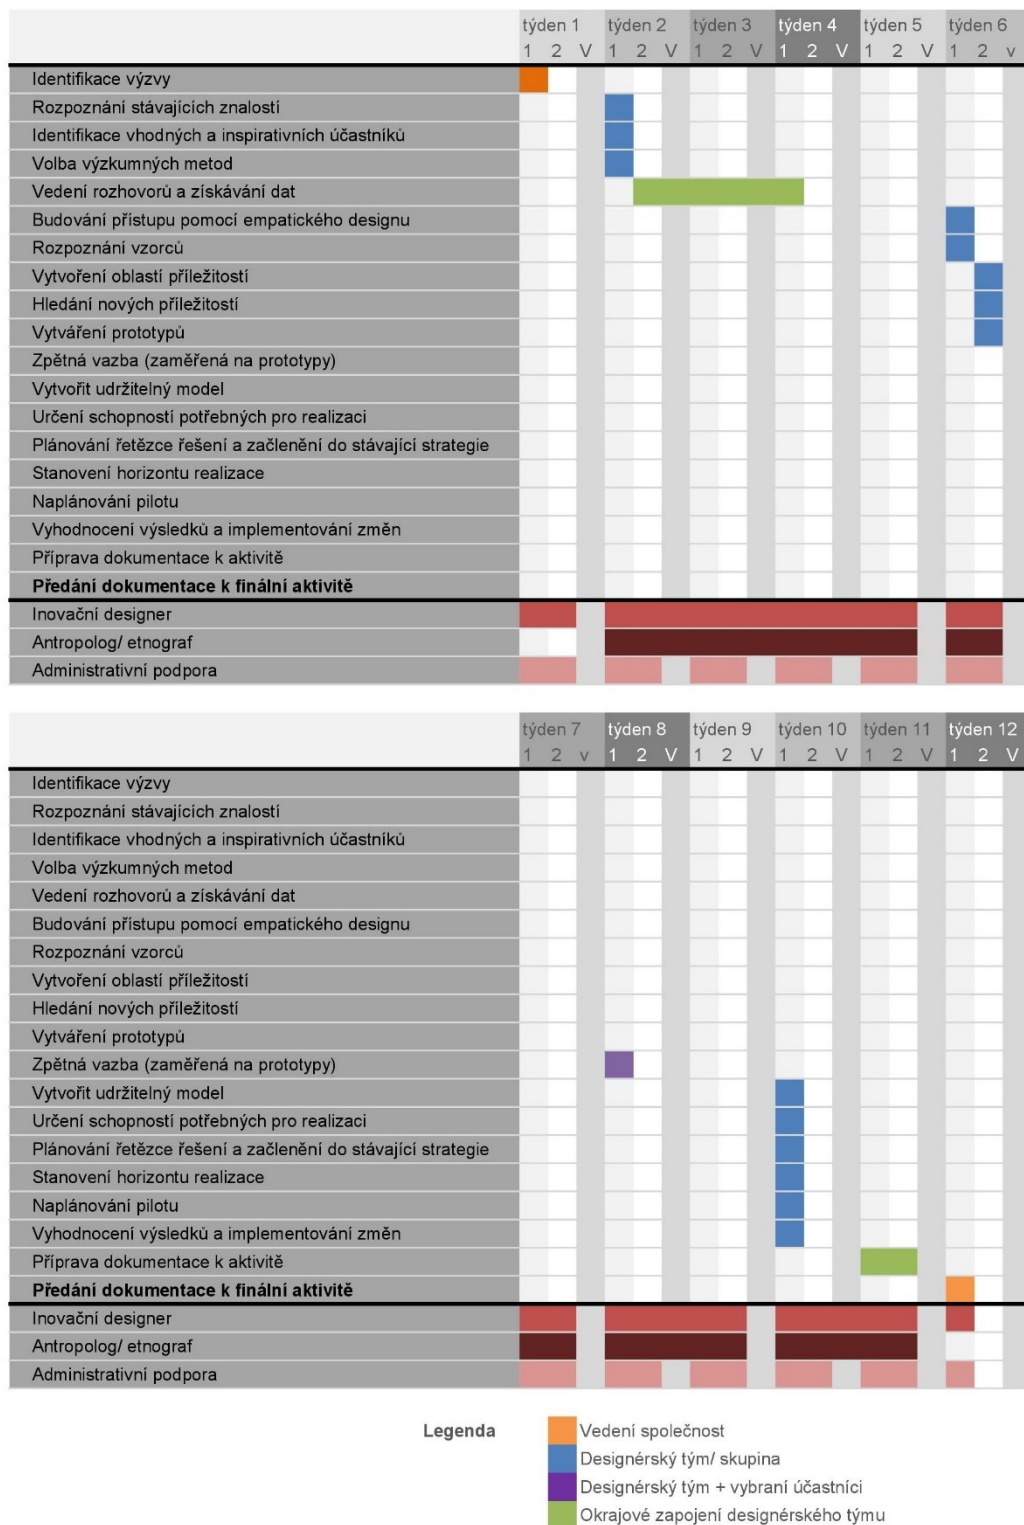 týden 1 týden 2 týden 3 týden 4 týden 5 týden 6
1 2 V 1 2 V 1 2 V 1 2 V 1 2 V 1 2 v
Identifikace výzvy
Rozpoznání stávajících znalostí
Identifikace vhodných a inspirativních účastníků
Volba výzkumných metod
Vedení rozhovorů a získávání dat
Budování přístupu pomocí empatického designu
Rozpoznání vzorců
Vytvoření oblastí příležitostí
Hledání nových příležitostí
Vytváření prototypů
Zpětná vazba (zaměřená na prototypy)
Vytvořit udržitelný model
Určení schopností potřebných pro realizaci
Plánování řetězce řešení a začlenění do stávající strategie
Stanovení horizontu realizace
Naplánování pilotu
Vyhodnocení výsledků a implementování změn
Příprava dokumentace k aktivitě
Předání dokumentace k finální aktivitě
Inovační designer
Antropolog/ etnograf
Administrativní podpora
týden 7 týden 8 týden 9 týden 10 týden 11 týden 12
1 2 v 1 2 V 1 2 V 1 2 V 1 2 V 1 2 V
Identifikace výzvy
Rozpoznání stávajících znalostí
Identifikace vhodných a inspirativních účastníků
Volba výzkumných metod
Vedení rozhovorů a získávání dat
Budování přístupu pomocí empatického designu
Rozpoznání vzorců
Vytvoření oblastí příležitostí
Hledání nových příležitostí
Vytváření prototypů
Zpětná vazba (zaměřená na prototypy)
Vytvořit udržitelný model
Určení schopností potřebných pro realizaci
Plánování řetězce řešení a začlenění do stávající strategie
Stanovení horizontu realizace
Naplánování pilotu
Vyhodnocení výsledků a implementování změn
Příprava dokumentace k aktivitě
Předání dokumentace k finální aktivitě
Inovační designer
Antropolog/ etnograf
Administrativní podpora
Legenda
Vedení společnost
Designérský tým/ skupina
Designérský tým + vybraní účastníci
Okrajové zapojení designérského týmu